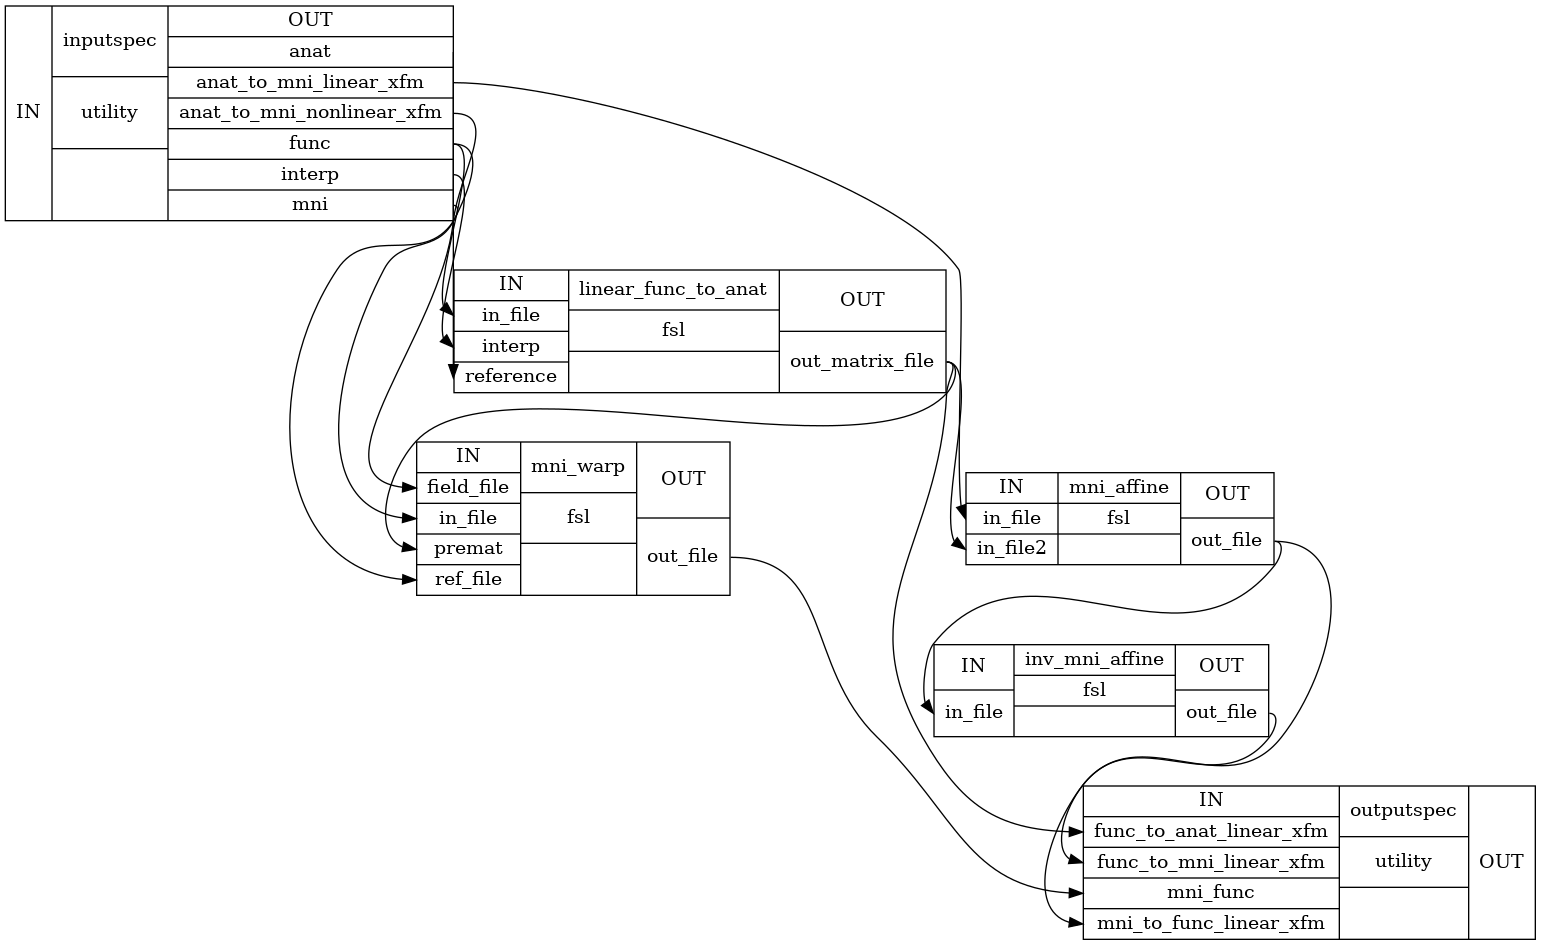 IN
inputspec
utility
OUT
anat
anat_to_mni_linear_xfm
anat_to_mni_nonlinear_xfm
func
interp
mni
IN
in_file
interp
reference
linear_func_to_anat
fsl
OUT
out_matrix_file
IN
field_file
in_file
premat
ref_file
mni_warp
fsl
OUT
out_file
IN
in_file
in_file2
mni_affine
fsl
OUT
out_file
IN
in_file
inv_mni_affine
fsl
OUT
out_file
IN
func_to_anat_linear_xfm
func_to_mni_linear_xfm
mni_func
mni_to_func_linear_xfm
outputspec
utility
OUT